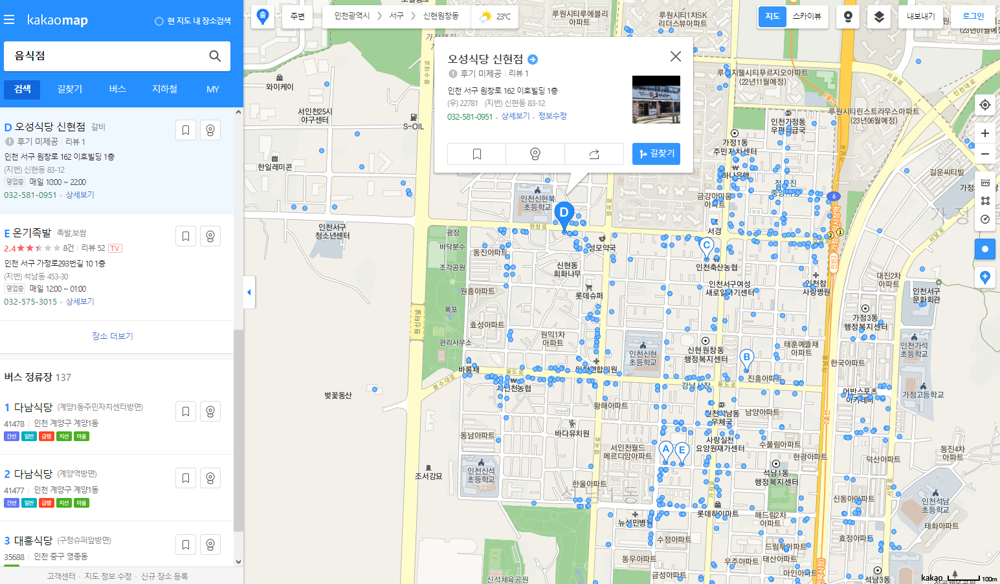 kakaomap
현 지도 내 장소검색
음식점
검색
길찾기
버스
지하철
MY
D 오성식당 신현점 갈비
후기 미제공 리뷰 1
인천 서구 원창로 162 이호빌딩 1층
(지번) 신현동 83-12
영업중 매일 10:00 ~ 22:00
032-581-0951 · 상세보기
E 온기족발 족발,보쌈
2.4 8건 리뷰 52 TV
인천 서구 가정로293번길 10 1층
(지번) 석남동 453-30
영업중 매일 12:00 ~ 01:00
032-575-3015 · 상세보기
장소 더보기
버스 정류장 137
1 다남식당 (계양1동주민자치센터방면)
41478 인천 계양구 계양1동
간선 일반 급행 지선 마을
2 다남식당 (계양역방면)
41477 인천 계양구 계양1동
간선 일반 급행 지선 마을
3 대흥식당 (구정슈퍼앞방면)
35688 인천 중구 영종동
고객센터 · 지도 정보 수정 · 신규 장소 등록
출
주변
인천광역시 > 서구 > 신현원창동
23℃
지도
스카이뷰
내보내기
로그인
오성식당 신현점
후기 미제공 리뷰 1
인천 서구 원창로 162 이호빌딩 1층
(우) 22781 (지번) 신현동 83-12
032-581-0951 · 상세보기 · 정보수정
길찾기
루원시티루에브리
아파트
루원시티1차SK
리더스뷰아파트
(22년11월예정)
루원시티린스트라우스아파트
(23년06월예정)
와이케이
서인천25시
야구센터
S-OIL
한일레미콘
봉수대로
인천가정동
우편취급국
가정1동
주민자치센터
하나은행
금강아미움
아파트
길운씨티빌
인천신현북
초등학교
원창로
인천서구
청소년센터
광장
바닥분수
조각공원
동진아파트
성모약국
신현동
회화나무
서경
인천축산농협
인천서구여성
새로일하기센터
인천참
사랑병원
대진2차
아파트
인천서구
문화회관
가정3동
행정복지센터
원흥아파트
롯데슈퍼
폭포
효성아파트
원신터널
원익1차
아파트
관리사무소
인천신현
초등학교
신현원창동
행정복지센터
태훈예뜰채
아파트
인천가석
초등학교
한국아파트
바롬재
율도로
서인천농협
강남시장
율도로
진흥아파트
어반스포츠
아카데미
가정고등학교
벚꽃동산
봉수대로
황해아파트
인천석남동
우체국
남양아파트
2호선
바다유치원
동남아파트
사랑실천
요양원재가센터
수풀림아파트
서인천월드
메르디앙아파트
현광아파트
동진4차
아파트
덕산아파트
인천신석
초등학교
조서강묘
한울아파트
석남1동
석남1동
행정복지센터
신동아아파트
인천석남
초등학교
롯데하이마트
해드림2차
아파트
뉴성민병원
수정아파트
효정아파트
태화아파트
드림투아파트
동우아파트
우주아파트
태산아파트
금성아파트
아인아파트
신석체육공원
석남3동
A
B
C
D
E
6
kakao
100m